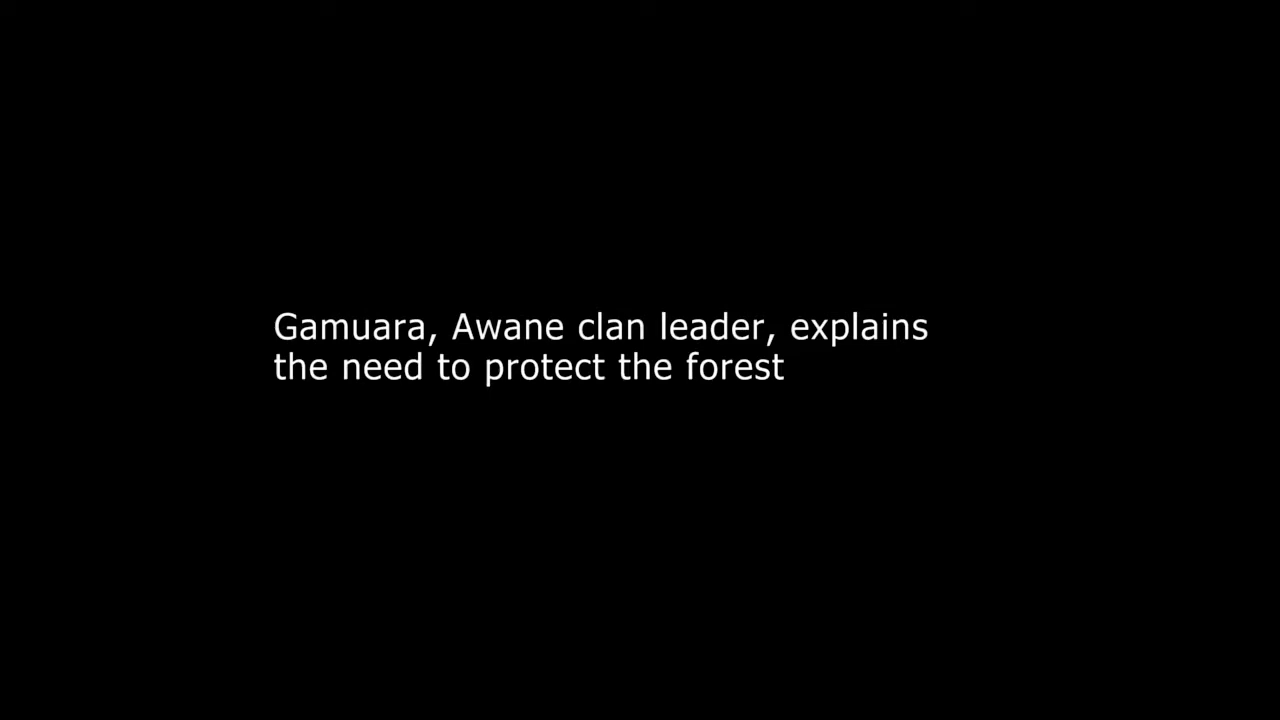 Gamuara, Awane clan leader, explains
the need to protect the forest